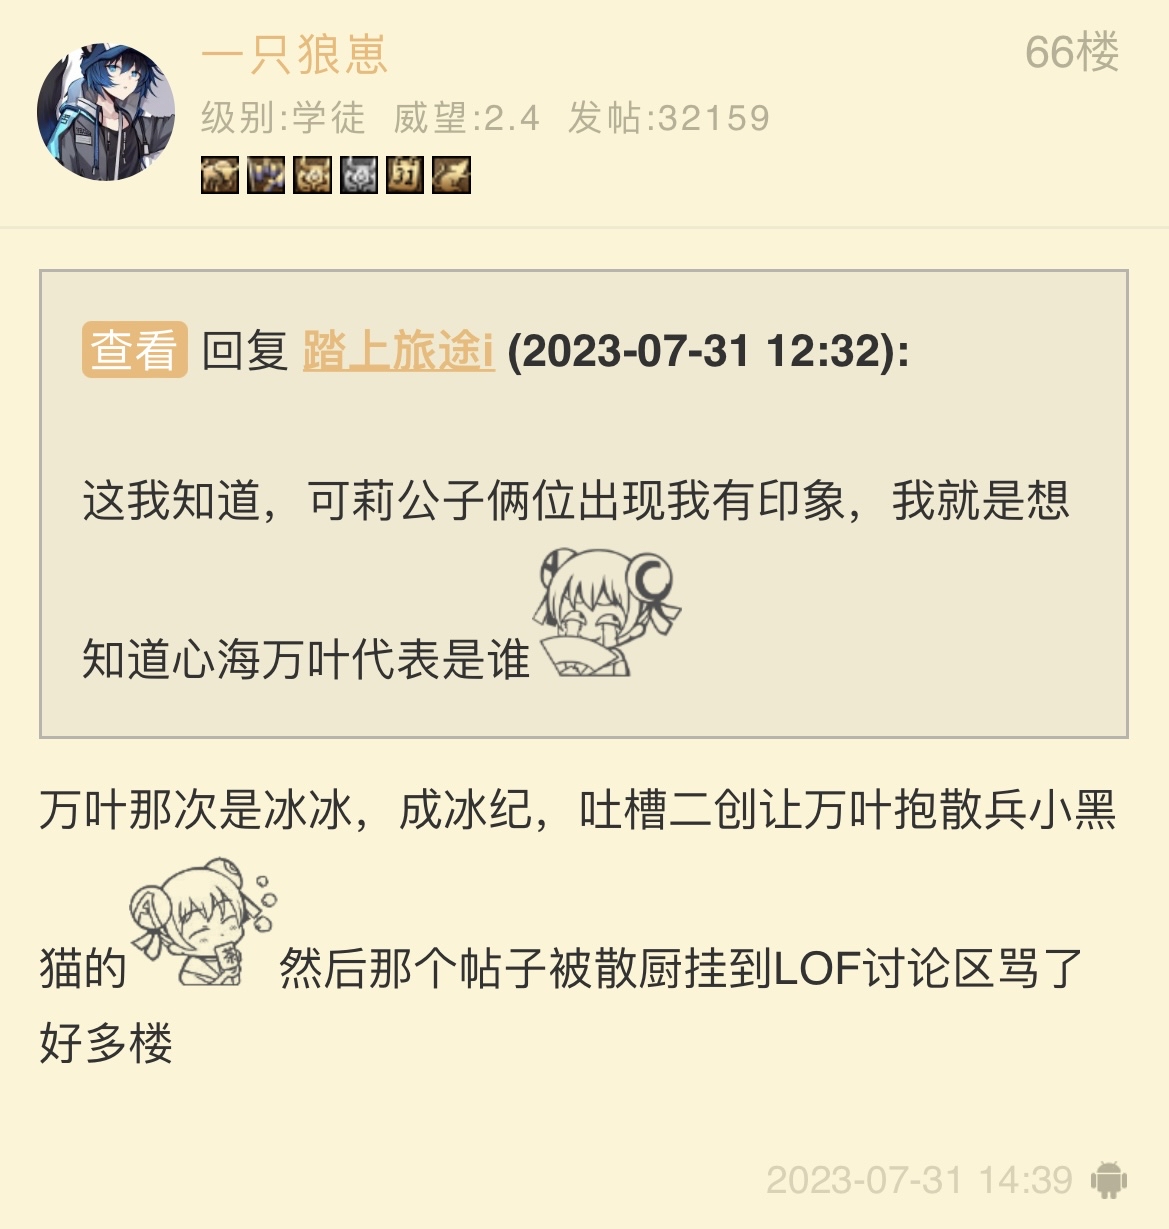 一只狼崽
66楼
级别:学徒 威望:2.4 发帖:32159
查看 回复 踏上旅途i (2023-07-31 12:32):
这我知道，可莉公子俩位出现我有印象，我就是想
知道心海万叶代表是谁
万叶那次是冰冰，成冰纪，吐槽二创让万叶抱散兵小黑
猫的 茶 然后那个帖子被散厨挂到LOF讨论区骂了
好多楼
2023-07-31 14:39